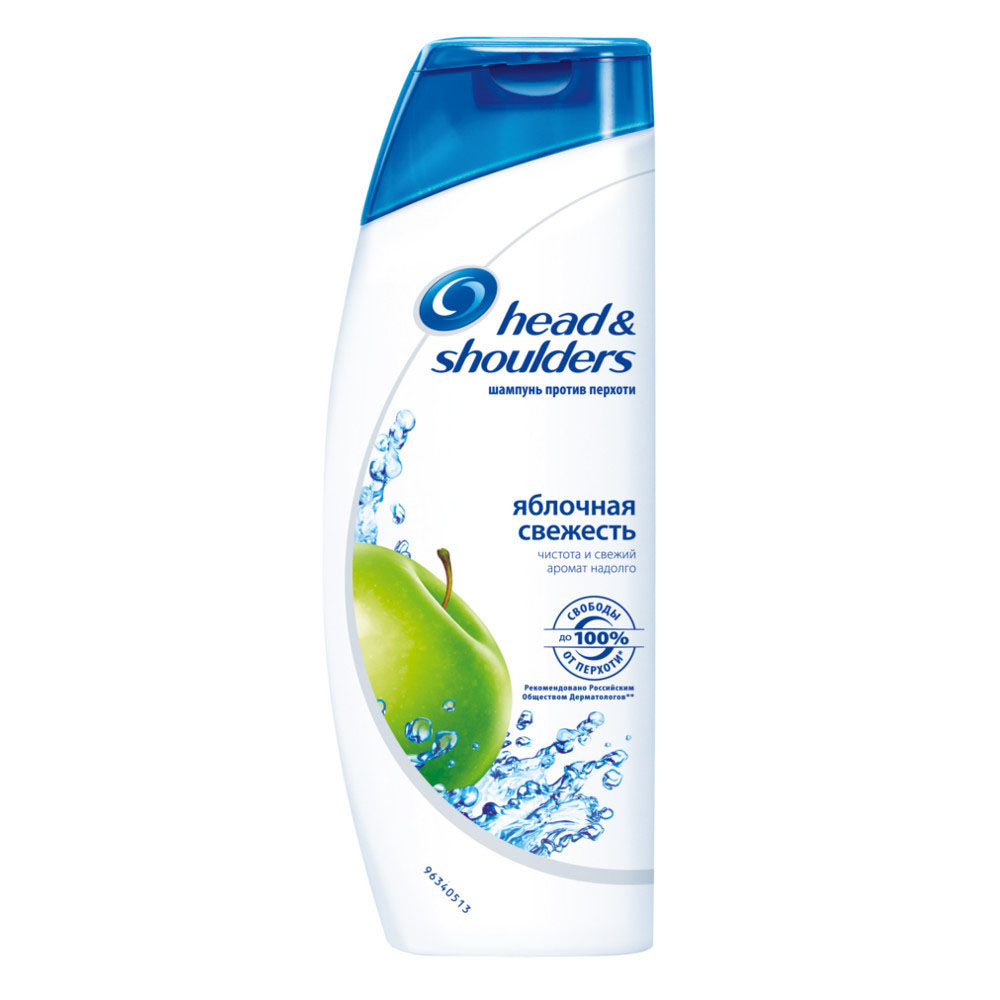 head &
shoulders
шампунь против перхоти
яблочная
свежесть
чистота и свежий
аромат надолго
СВОБОДЫ
ДО 100%
ОТ ПЕРХОТИ*
Рекомендовано Российским
Обществом Дерматологов**
96340513